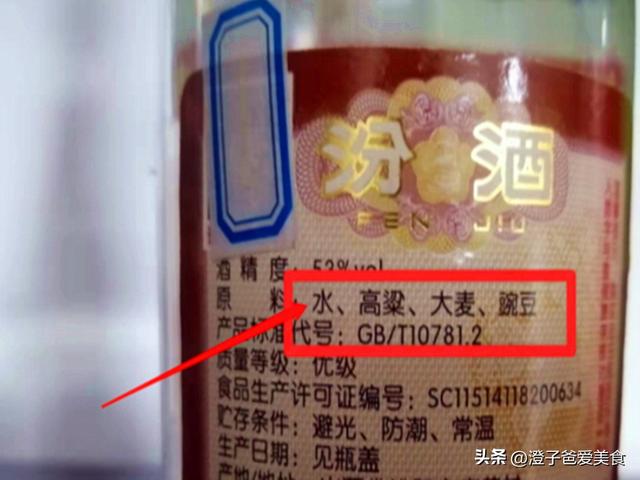 汾酒
FEN JIU
酒精度：53%vol
原料：水、高粱、大麦、豌豆
产品标准代号：GB/T10781.2
质量等级：优级
食品生产许可证编号：SC11514118200634
贮存条件：避光、防潮、常温
生产日期：见瓶盖
头条 @澄子爸爱美食